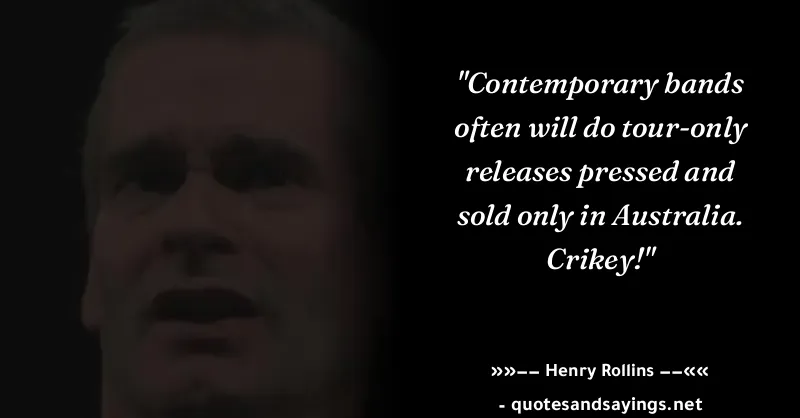 "Contemporary bands
often will do tour-only
releases pressed and
sold only in Australia.
Crikey!"
»»–– Henry Rollins ––««
- quotesandsayings.net